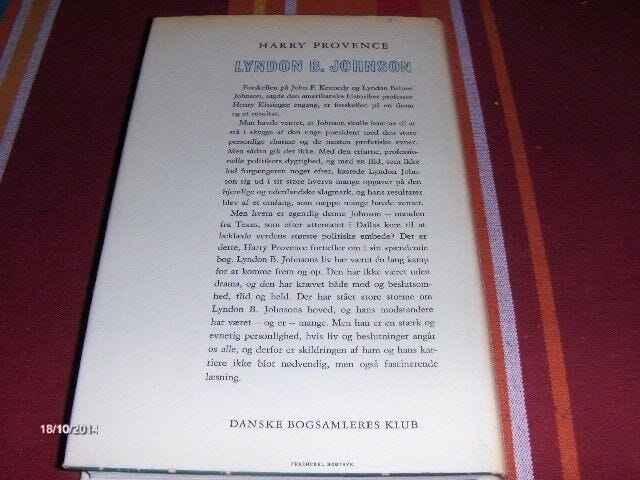 HARRY PROVENCE
LYNDON B. JOHNSON
Forskellen på John F. Kennedy og Lyndon Baines
Johnson, sagde den amerikanske historiker professor
Henry Kissinger engang, er forskellen på en drøm
og et resultat.
Man havde ventet, at Johnson skulle komme til at
stå i skygge af den unge præsident med den store
personlige charme og de næsten profetiske evner.
Men sådan gik det ikke. Med den erfarne, professio-
nelle politikers dygtighed, og med en flid, som ikke
lod forgængeren noget efter, kastede Lyndon John-
son sig ud i sit store hvervs mange opgaver på den
hjemlige og udenlandske slagmark, og hans resultater
blev af et omfang, som næppe mange havde ventet.
Men hvem er egentlig denne Johnson – manden
fra Texas, som efter attentatet i Dallas kom til at
beklæde verdens største politiske embede? Det er
dette, Harry Provence fortæller om i sin spændende
bog. Lyndon B. Johnsons liv har været én lang kamp
for at komme frem og op. Den har ikke været uden
drama, og den har krævet både mod og beslutsom-
hed, flid og held. Der har stået store storme om
Lyndon B. Johnsons hoved, og hans modstandere
har været – og er – mange. Men han er en stærk og
evnerig personlighed, hvis liv og beslutninger angår
os alle, og derfor er skildringen af ham og hans kar-
riere ikke blot nødvendig, men også fascinerende
læsning.
DANSKE BOGSAMLERES KLUB
FRACHUKEL BOGTRYK
18/10/2014